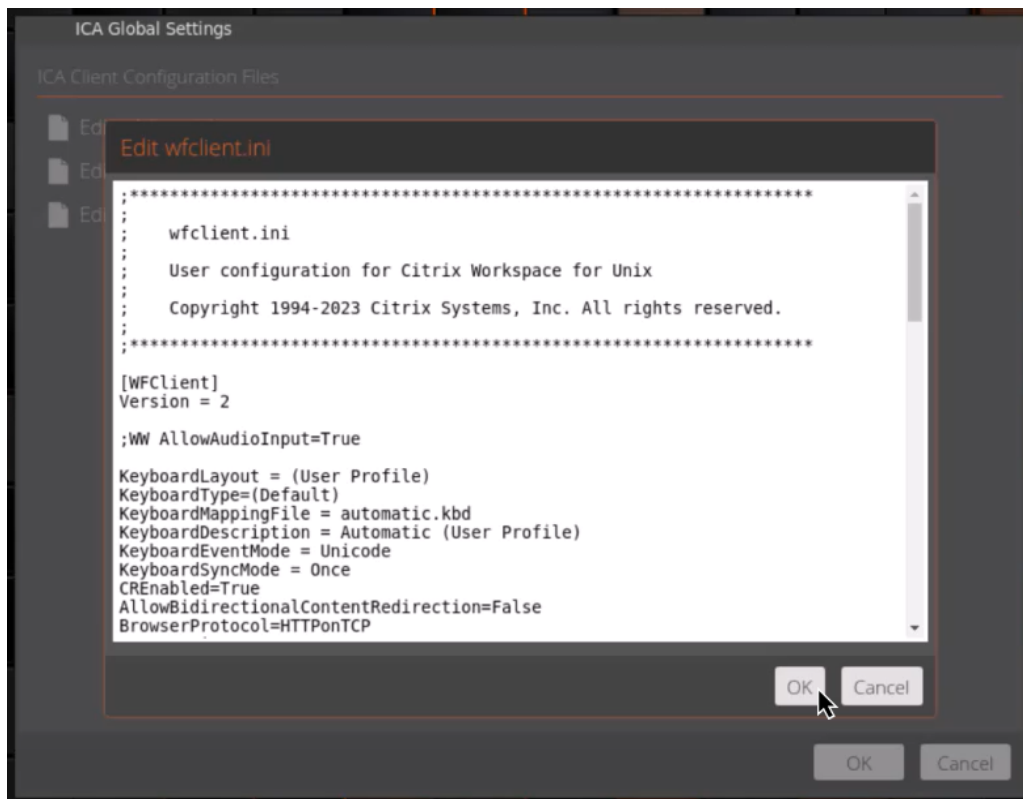 ICA Global Settings
ICA Client Configuration Files
Edi
Edi
Edi
Edit wfclient.ini
;********************************************************************
;
;    wfclient.ini
;
;    User configuration for Citrix Workspace for Unix
;
;    Copyright 1994-2023 Citrix Systems, Inc. All rights reserved.
;
;********************************************************************
[WFClient]
Version = 2
;WW AllowAudioInput=True
KeyboardLayout = (User Profile)
KeyboardType=(Default)
KeyboardMappingFile = automatic.kbd
KeyboardDescription = Automatic (User Profile)
KeyboardEventMode = Unicode
KeyboardSyncMode = Once
CREnabled=True
AllowBidirectionalContentRedirection=False
BrowserProtocol=HTTPonTCP
OK Cancel
OK Cancel